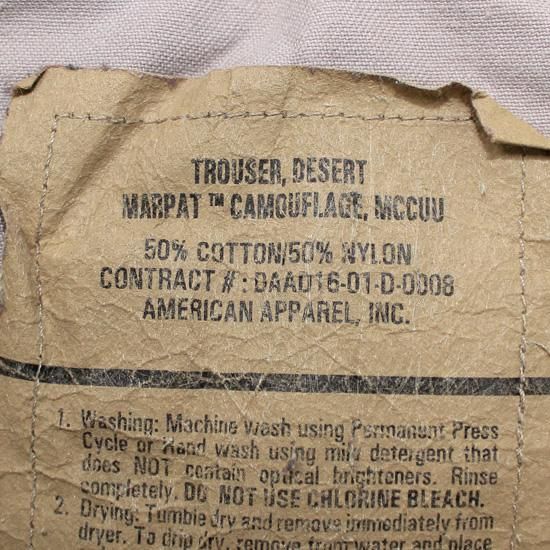 TROUSER, DESERT
MARPAT™ CAMOUFLAGE, MCCUU
50% COTTON/50% NYLON
CONTRACT #: DAAD16-01-D-0008
AMERICAN APPAREL, INC.
1. Washing: Machine wash using Permanent Press
Cycle or Hand wash using mild detergent that
does NOT contain optical brighteners. Rinse
completely. DO NOT USE CHLORINE BLEACH.
2. Drying: Tumble dry and remove immediately from
dryer. To drip dry, remove from water and place